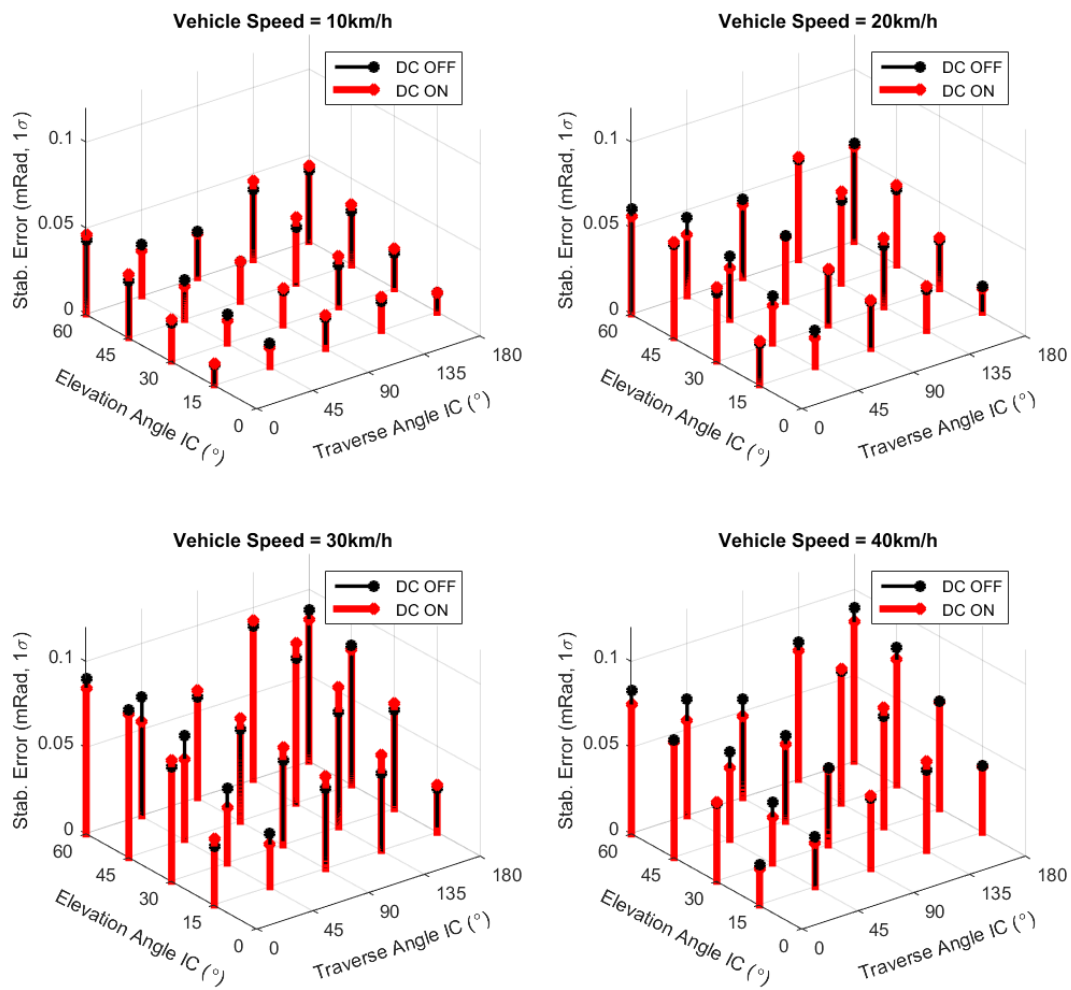 Vehicle Speed = 10km/h
DC OFF
DC ON
Stab. Error (mRad, 1σ)
0.1
0.05
0
60
45
30
15
0
Elevation Angle IC (°)
0
45
90
135
180
Traverse Angle IC (°)
Vehicle Speed = 20km/h
DC OFF
DC ON
Stab. Error (mRad, 1σ)
0.1
0.05
0
60
45
30
15
0
Elevation Angle IC (°)
0
45
90
135
180
Traverse Angle IC (°)
Vehicle Speed = 30km/h
DC OFF
DC ON
Stab. Error (mRad, 1σ)
0.1
0.05
0
60
45
30
15
0
Elevation Angle IC (°)
0
45
90
135
180
Traverse Angle IC (°)
Vehicle Speed = 40km/h
DC OFF
DC ON
Stab. Error (mRad, 1σ)
0.1
0.05
0
60
45
30
15
0
Elevation Angle IC (°)
0
45
90
135
180
Traverse Angle IC (°)